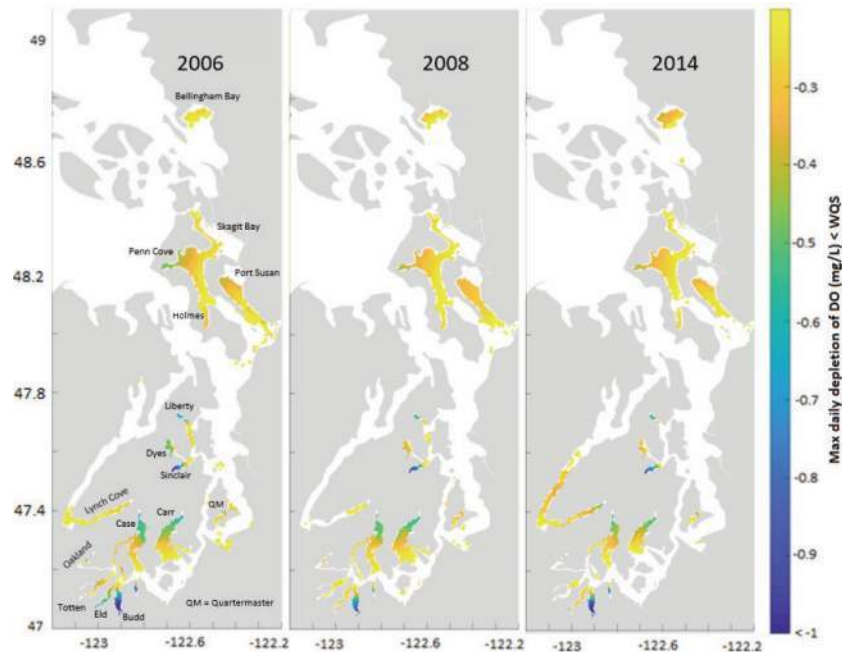 2006
2008
2014
Bellingham Bay
Skagit Bay
Penn Cove
Port Susan
Holmes
Liberty
Dyes
Sinclair
Lynch Cove
Case
Carr
QM
Oakland
Totten
Eld
Budd
QM = Quartermaster
49
48.6
48.2
47.8
47.4
47
-123
-122.6
-122.2
-123
-122.6
-122.2
-123
-122.6
-122.2
-0.3
-0.4
-0.5
-0.6
-0.7
-0.8
-0.9
< -1
Max daily depletion of DO (mg/L) < WQS